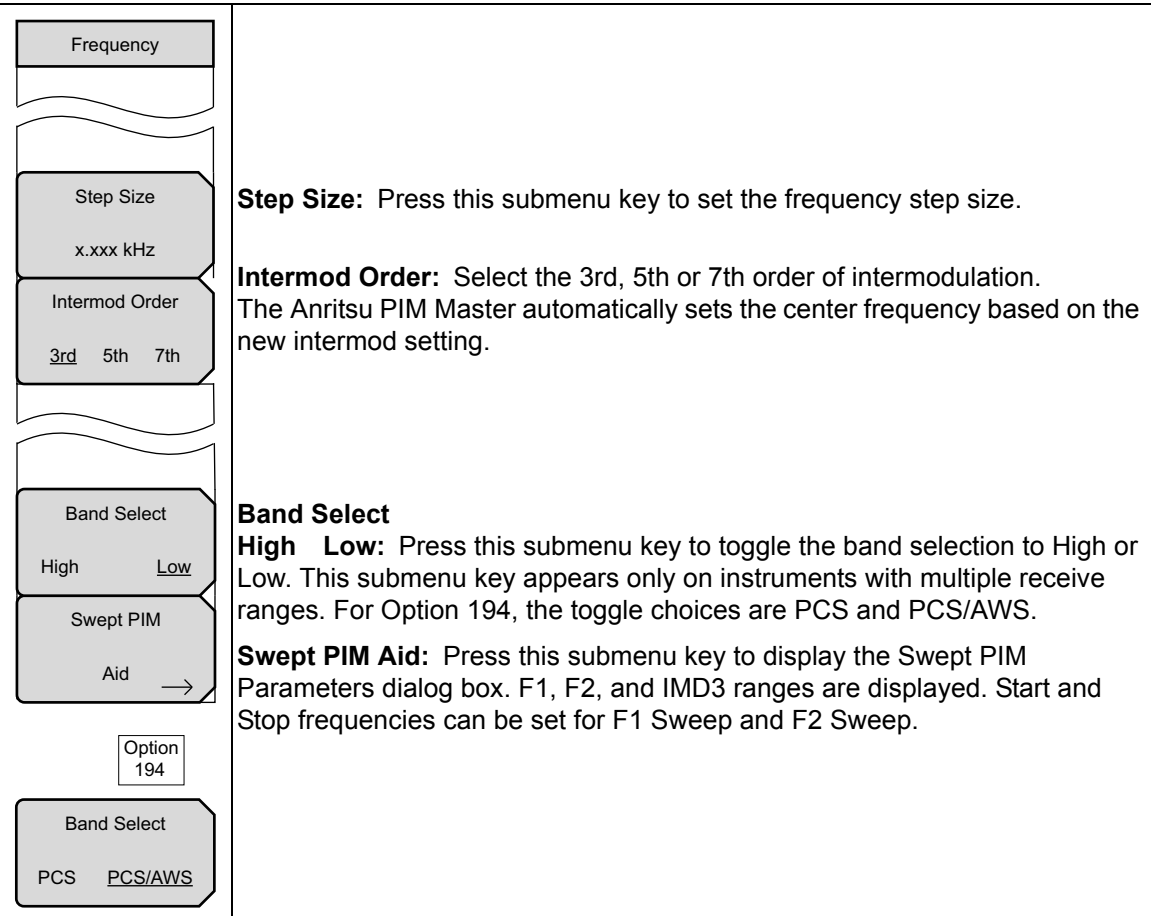 Frequency
Step Size
x.xxx kHz
Intermod Order
3rd 5th 7th
Band Select
High Low
Swept PIM
Aid
Option
194
Band Select
PCS PCS/AWS
Step Size: Press this submenu key to set the frequency step size.
Intermod Order: Select the 3rd, 5th or 7th order of intermodulation.
The Anritsu PIM Master automatically sets the center frequency based on the
new intermod setting.
Band Select
High Low: Press this submenu key to toggle the band selection to High or
Low. This submenu key appears only on instruments with multiple receive
ranges. For Option 194, the toggle choices are PCS and PCS/AWS.
Swept PIM Aid: Press this submenu key to display the Swept PIM
Parameters dialog box. F1, F2, and IMD3 ranges are displayed. Start and
Stop frequencies can be set for F1 Sweep and F2 Sweep.